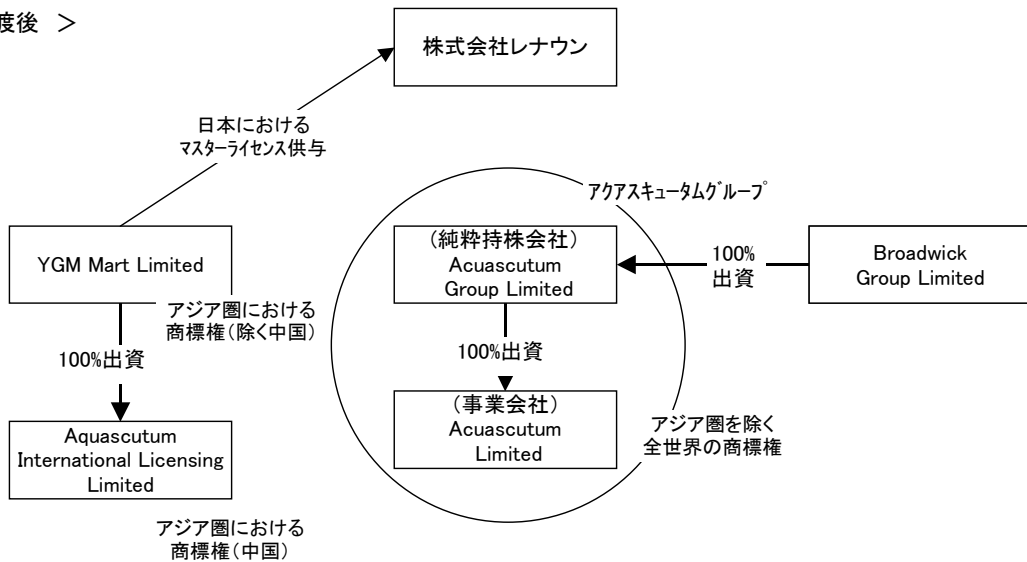 渡後 ＞
株式会社レナウン
日本における
ﾏｽﾀｰﾗｲｾﾝｽ供与
アクアスキュータムグループ
YGM Mart Limited
アジア圏における
商標権（除く中国）
（純粋持株会社）
Acuascutum
Group Limited
100%
出資
Broadwick
Group Limited
100%出資
100%出資
Aquascutum
International Licensing
Limited
（事業会社）
Acuascutum
Limited
アジア圏を除く
全世界の商標権
アジア圏における
商標権（中国）